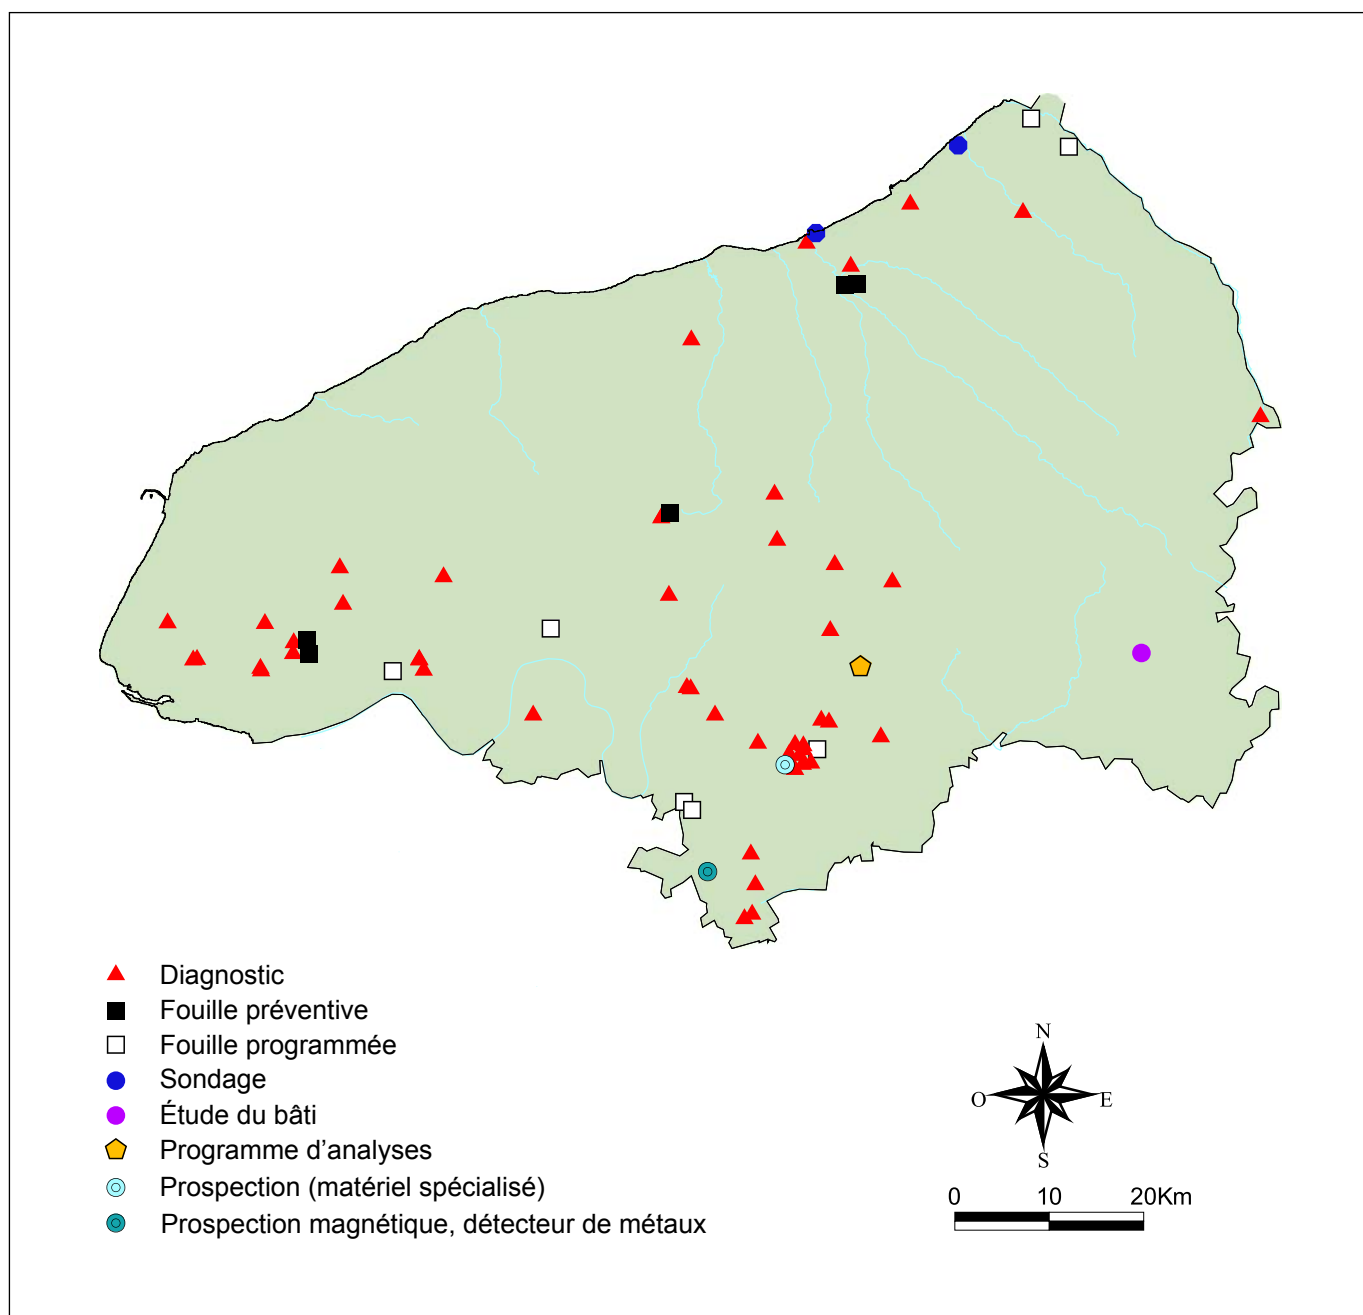 Diagnostic
Fouille préventive
Fouille programmée
Sondage
Étude du bâti
Programme d’analyses
Prospection (matériel spécialisé)
Prospection magnétique, détecteur de métaux
N
O E
S
0 10 20Km